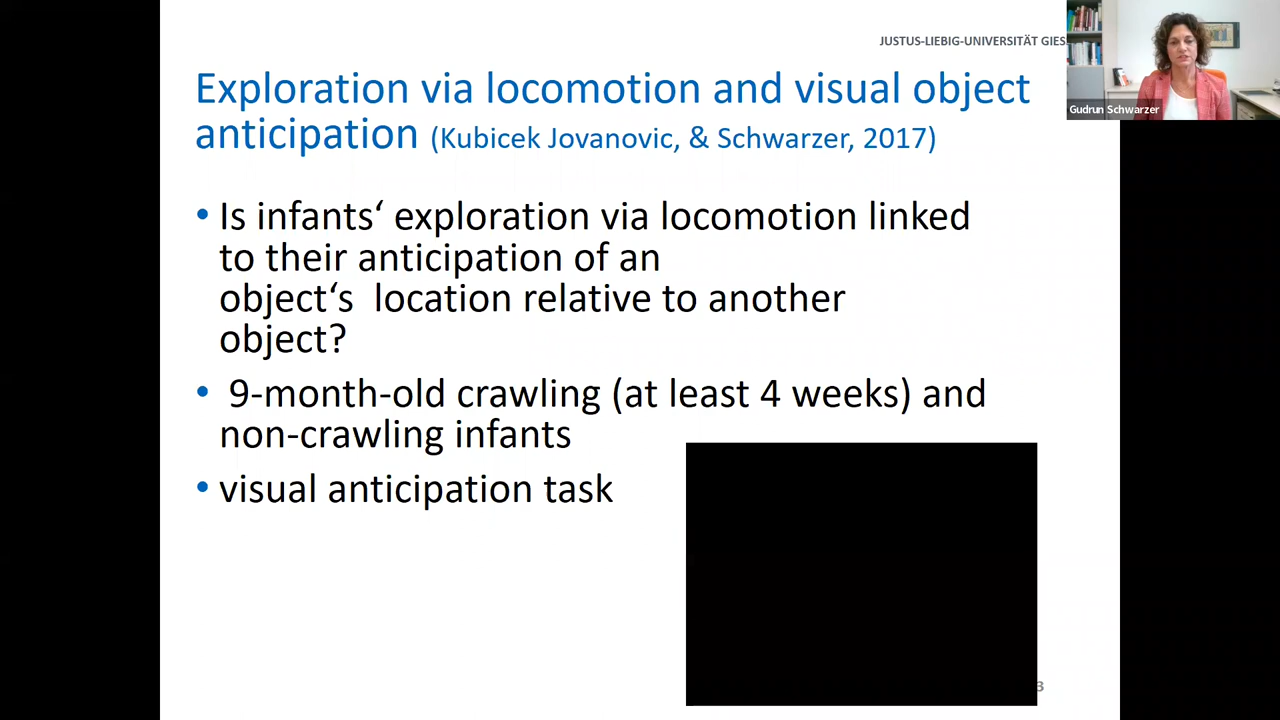 JUSTUS-LIEBIG-UNIVERSITÄT GIES
Gudrun Schwarzer
Exploration via locomotion and visual object
anticipation (Kubicek Jovanovic, & Schwarzer, 2017)
• Is infants‘ exploration via locomotion linked
to their anticipation of an
object‘s  location relative to another
object?
• 9-month-old crawling (at least 4 weeks) and
non-crawling infants
• visual anticipation task
3